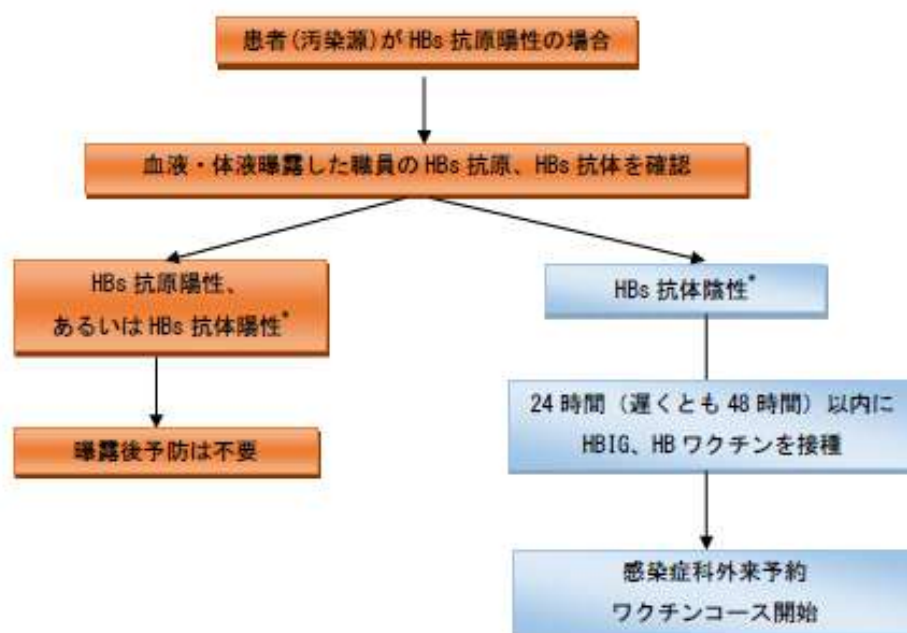 患者(汚染源)が HBs 抗原陽性の場合
血液・体液曝露した職員の HBs 抗原、HBs 抗体を確認
HBs 抗原陽性、
あるいは HBs 抗体陽性*
曝露後予防は不要
HBs 抗体陰性*
24 時間（遅くとも 48 時間）以内に
HBIG、HB ワクチンを接種
感染症科外来予約
ワクチンコース開始